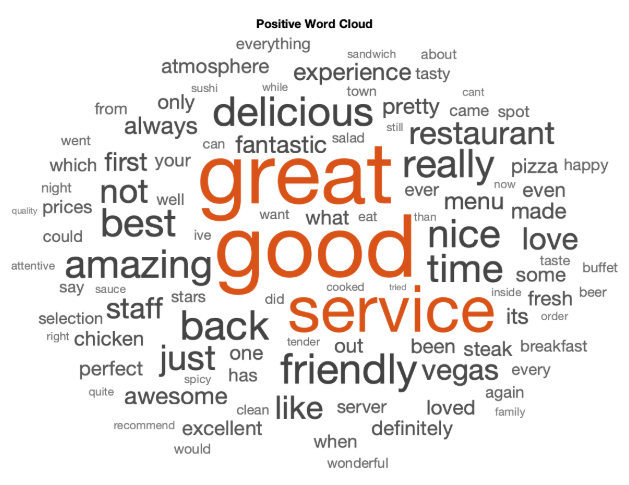 Positive Word Cloud
everything
sandwich about
atmosphere experience tasty
sushi while town cant
from only delicious pretty came spot
always still restaurant
went can fantastic salad
which first your great really pizza happy
night not well ever menu now even
quality prices best want what eat than made
could ive good nice love
attentive amazing time taste some buffet
say sauce stars did cooked tried inside fresh beer
selection staff back service its order
right chicken just one tender out been steak breakfast
perfect spicy has friendly vegas every
quite awesome clean like server loved again family
recommend excellent definitely
would when
wonderful